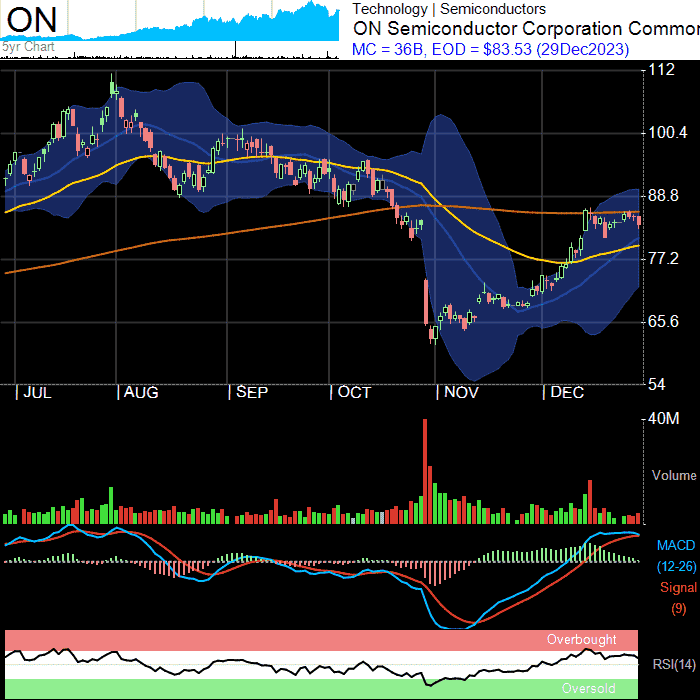 ON
5yr Chart
Technology | Semiconductors
ON Semiconductor Corporation Common
MC = 36B, EOD = $83.53 (29Dec2023)
112
100.4
88.8
77.2
65.6
54
| JUL | AUG | SEP | OCT | NOV | DEC
40M
Volume
MACD
(12-26)
Signal
(9)
Overbought
RSI(14)
Oversold